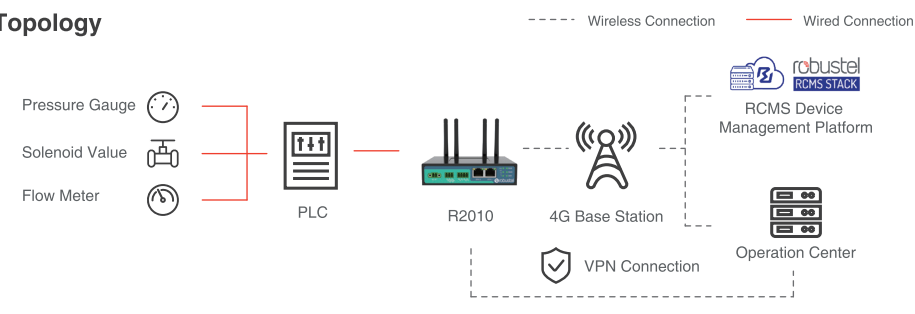 Topology
Wireless Connection
Wired Connection
Pressure Gauge
Solenoid Value
Flow Meter
PLC
R2010
4G Base Station
robustel
RCMS STACK
RCMS Device
Management Platform
Operation Center
VPN Connection